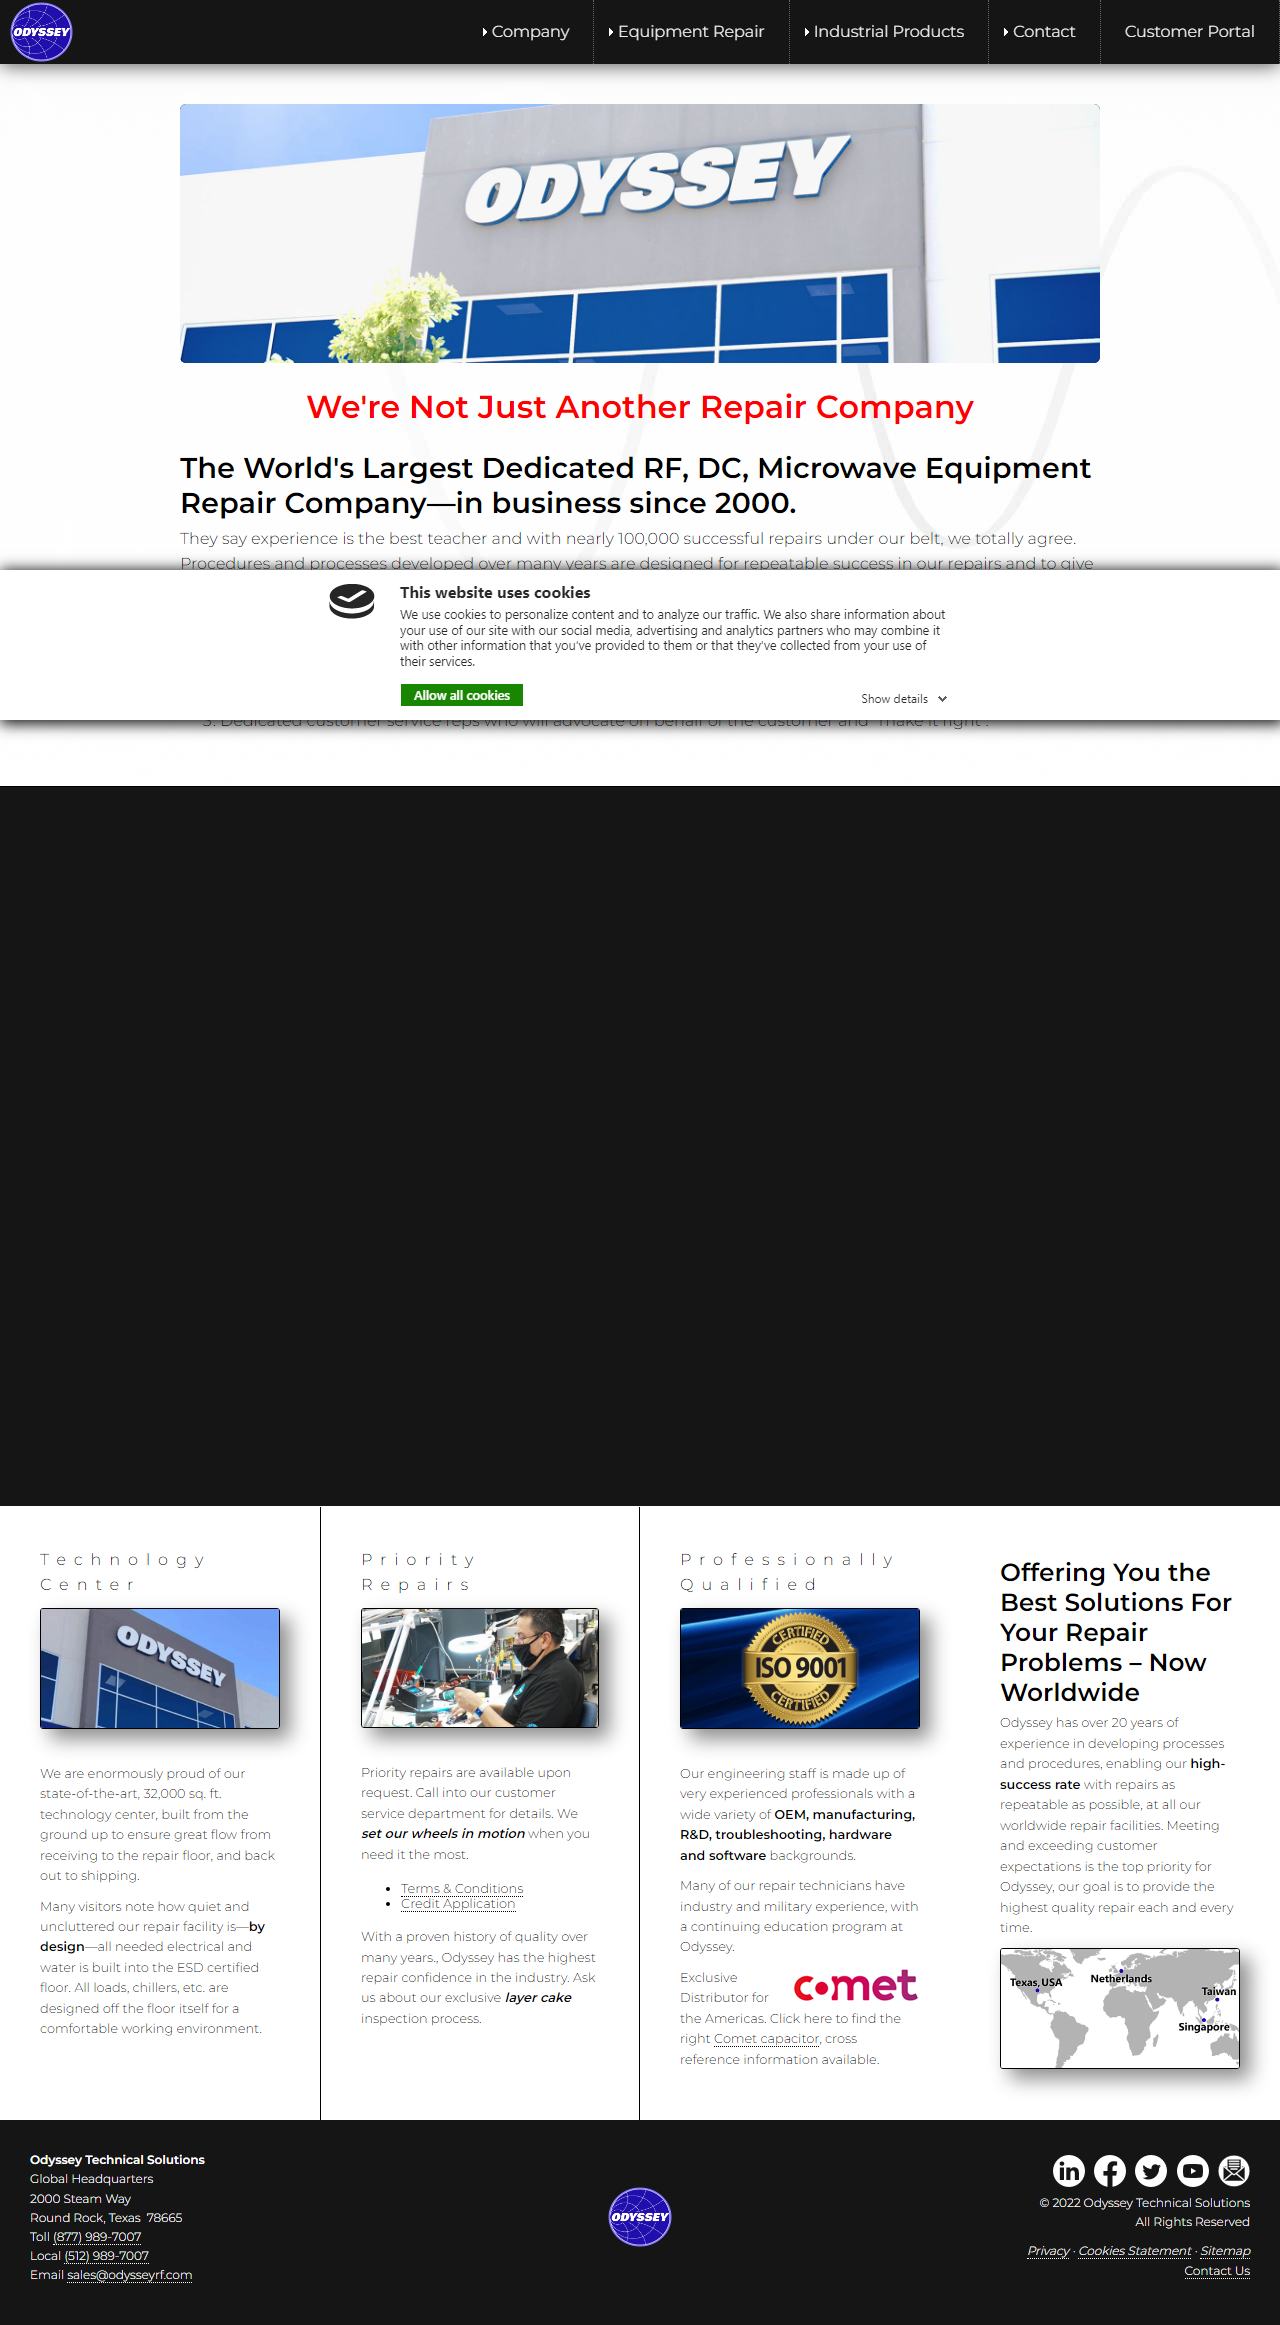 ODYSSEY
Company
Equipment Repair
Industrial Products
Contact
Customer Portal
ODYSSEY
We're Not Just Another Repair Company
The World's Largest Dedicated RF, DC, Microwave Equipment
Repair Company—in business since 2000.
They say experience is the best teacher and with nearly 100,000 successful repairs under our belt, we totally agree.
Procedures and processes developed over many years are designed for repeatable success in our repairs and to give
This website uses cookies
We use cookies to personalize content and to analyze our traffic. We also share information about
your use of our site with our social media, advertising and analytics partners who may combine it
with other information that you've provided to them or that they've collected from your use of
their services.
Allow all cookies
Show details
Dedicated customer service reps who will advocate on behalf of the customer and "make it right".
Technology
Center
ODYSSEY
We are enormously proud of our
state-of-the-art, 32,000 sq. ft.
technology center, built from the
ground up to ensure great flow from
receiving to the repair floor, and back
out to shipping.
Many visitors note how quiet and
uncluttered our repair facility is—by
design—all needed electrical and
water is built into the ESD certified
floor. All loads, chillers, etc. are
designed off the floor itself for a
comfortable working environment.
Priority
Repairs
Priority repairs are available upon
request. Call into our customer
service department for details. We
set our wheels in motion when you
need it the most.
• Terms & Conditions
• Credit Application
With a proven history of quality over
many years., Odyssey has the highest
repair confidence in the industry. Ask
us about our exclusive layer cake
inspection process.
Professionally
Qualified
CERTIFIED
ISO 9001
CERTIFIED
Our engineering staff is made up of
very experienced professionals with a
wide variety of OEM, manufacturing,
R&D, troubleshooting, hardware
and software backgrounds.
Many of our repair technicians have
industry and military experience, with
a continuing education program at
Odyssey.
comet
Exclusive
Distributor for
the Americas. Click here to find the
right Comet capacitor, cross
reference information available.
Offering You the
Best Solutions For
Your Repair
Problems – Now
Worldwide
Odyssey has over 20 years of
experience in developing processes
and procedures, enabling our high-
success rate with repairs as
repeatable as possible, at all our
worldwide repair facilities. Meeting
and exceeding customer
expectations is the top priority for
Odyssey, our goal is to provide the
highest quality repair each and every
time.
Texas, USA
Netherlands
Taiwan
Singapore
Odyssey Technical Solutions
Global Headquarters
2000 Steam Way
Round Rock, Texas 78665
Toll (877) 989-7007
Local (512) 989-7007
Email sales@odysseyrf.com
ODYSSEY
© 2022 Odyssey Technical Solutions
All Rights Reserved
Privacy · Cookies Statement · Sitemap
Contact Us